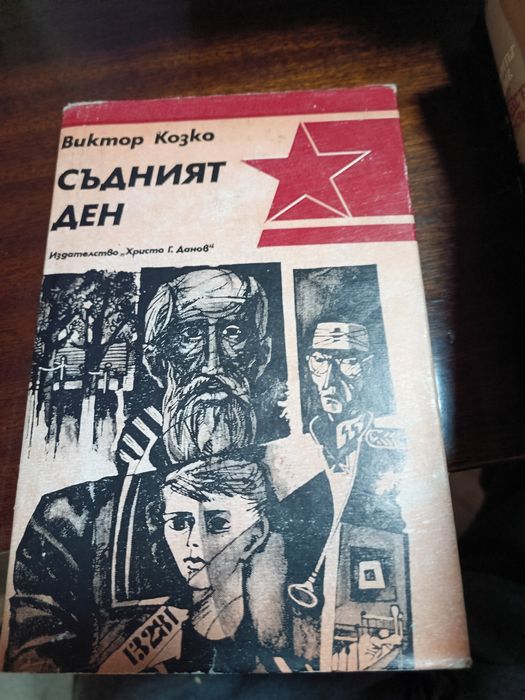 Виктор Козко
СЪДНИЯТ
ДЕН
Издателство „Христо Г. Данов“